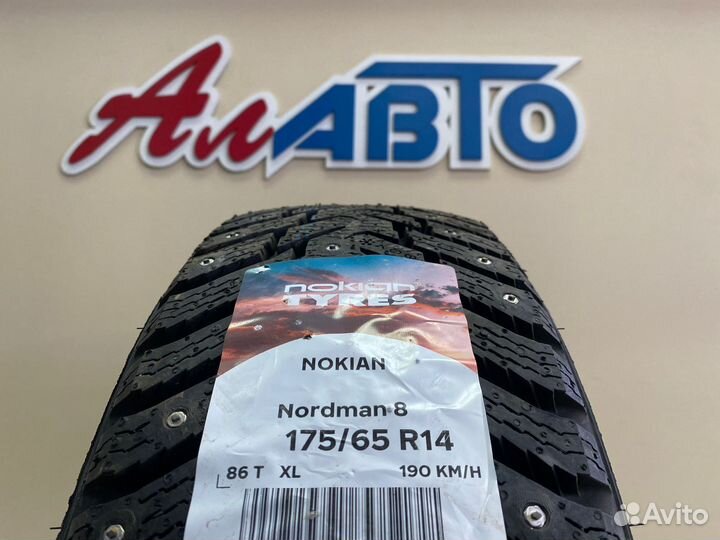 АлАВТО
nokian
TYRES
NOKIAN
Nordman 8
175/65 R14
86 T XL 190 KM/H
Avito